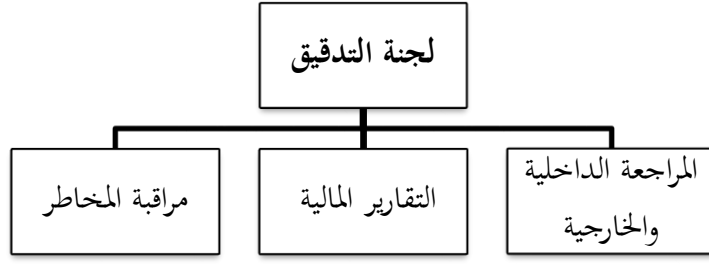 لجنة التدقيق
المراجعة الداخلية
والخارجية
التقارير المالية
مراقبة المخاطر